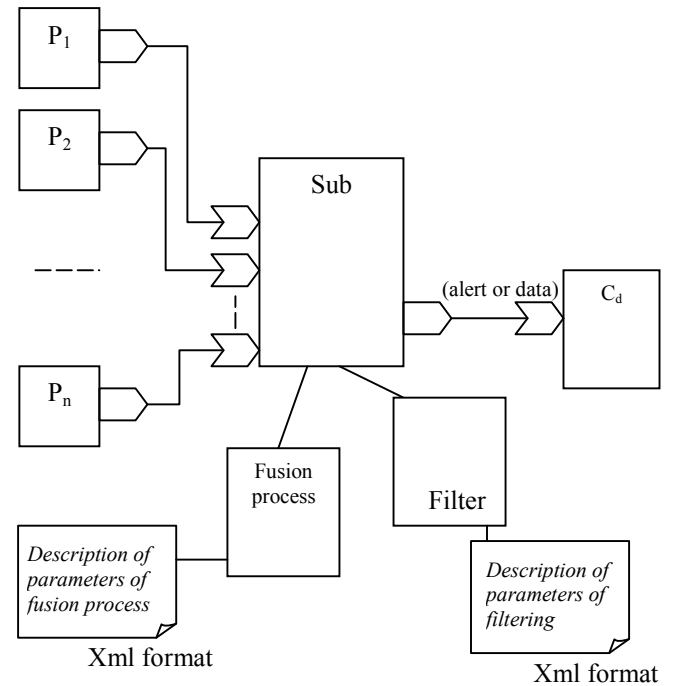 P1
P2
Sub
(alert or data)
Cd
Pn
Fusion
process
Filter
Description of
parameters of
fusion process
Xml format
Description of
parameters of
filtering
Xml format